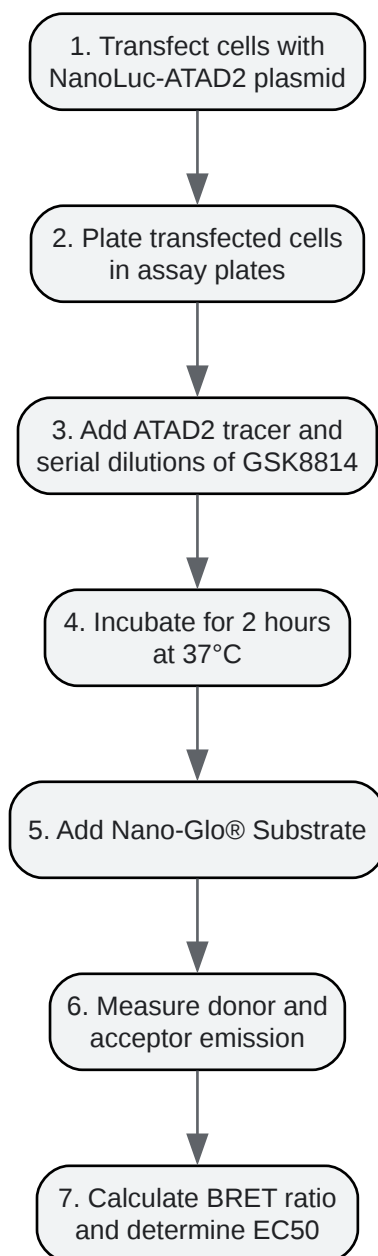 1. Transfect cells with
NanoLuc-ATAD2 plasmid
2. Plate transfected cells
in assay plates
3. Add ATAD2 tracer and
serial dilutions of GSK8814
4. Incubate for 2 hours
at 37°C
5. Add Nano-Glo® Substrate
6. Measure donor and
acceptor emission
7. Calculate BRET ratio
and determine EC50